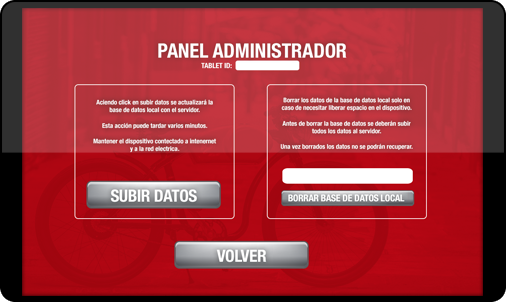 PANEL ADMINISTRADOR
TABLET ID:
Aciendo click en subir datos se actualizará la
base de datos local con el servidor.
Esta acción puede tardar varios minutos.
Mantener el dispositivo contectado a intenernet
y a la red electrica.
SUBIR DATOS
Borrar los datos de la base de datos local solo en
caso de necesitar liberar espacio en el dispositivo.
Antes de borrar la base de datos se deberán subir
todos los datos al servidor.
Una vez borrados los datos no se podrán recuperar.
BORRAR BASE DE DATOS LOCAL
VOLVER